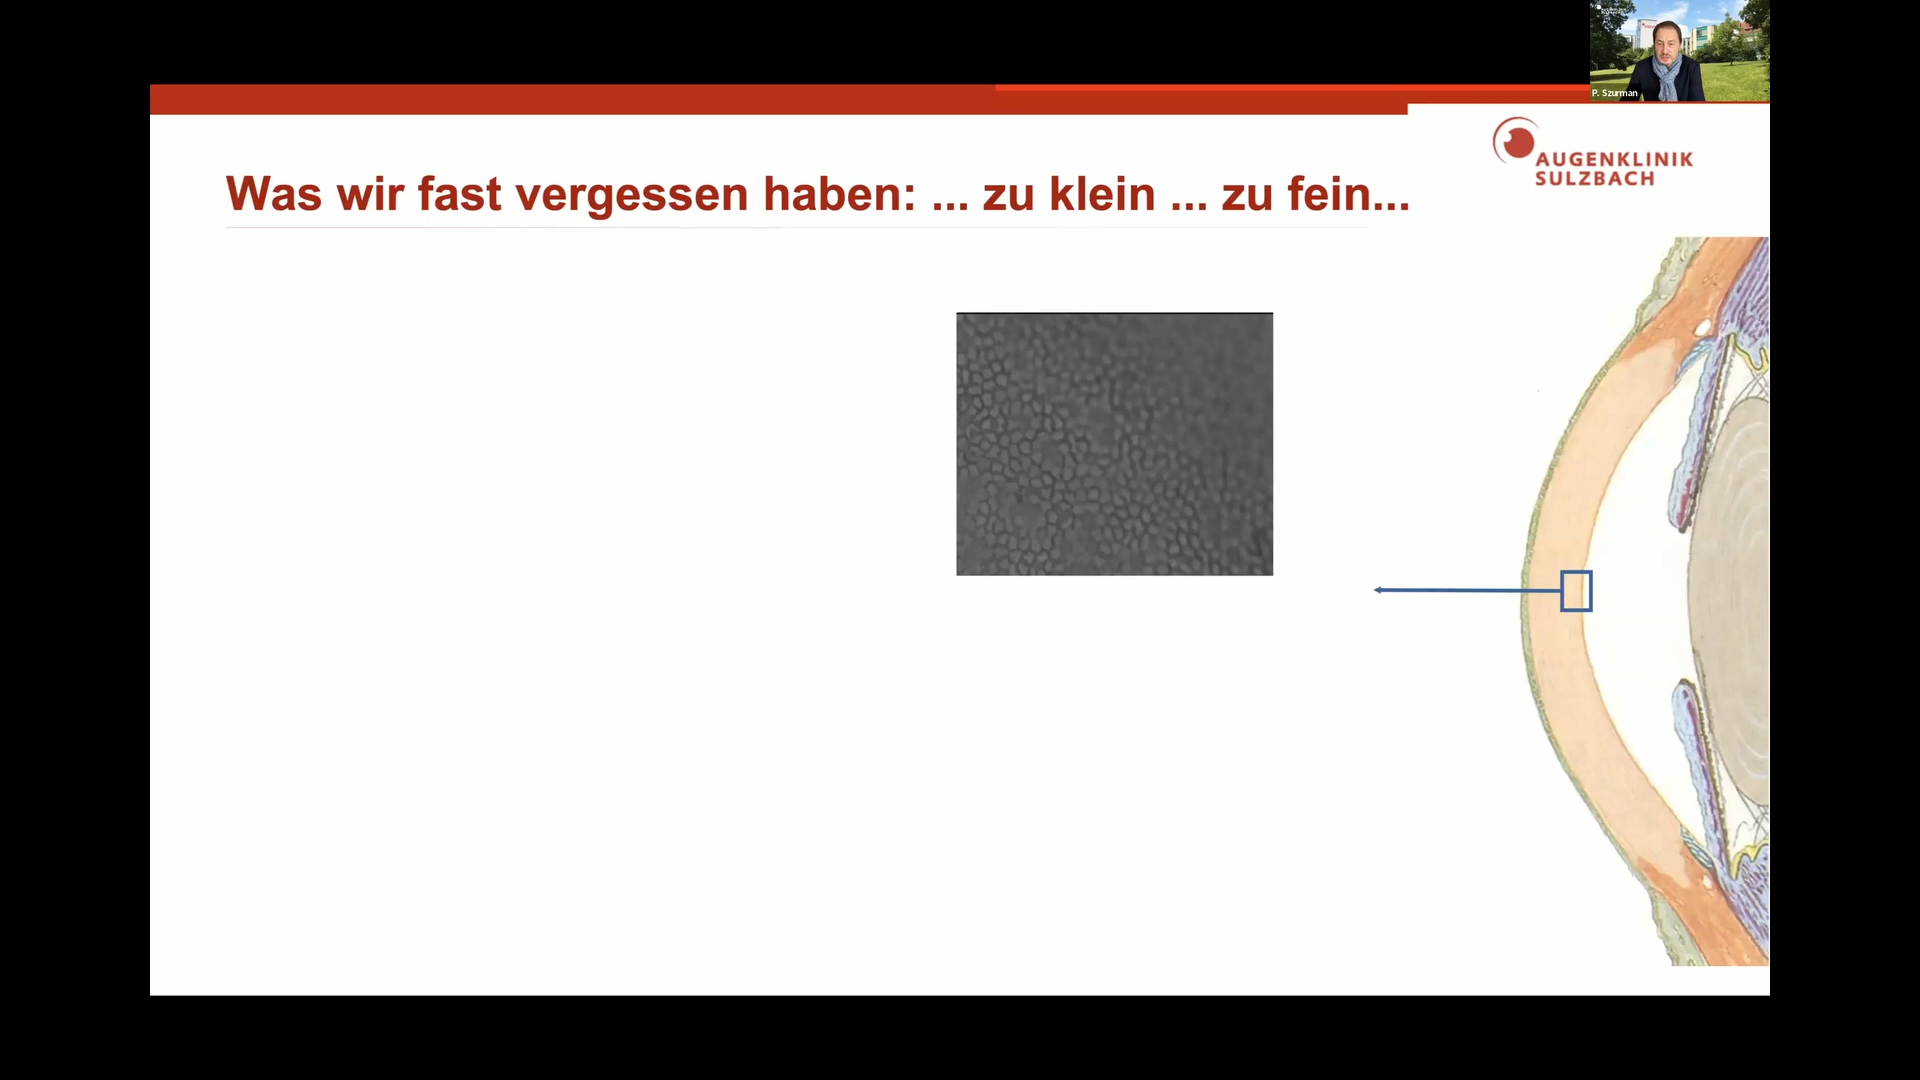 P. Szurman
AUGENKLINIK
SULZBACH
Was wir fast vergessen haben: ... zu klein ... zu fein...